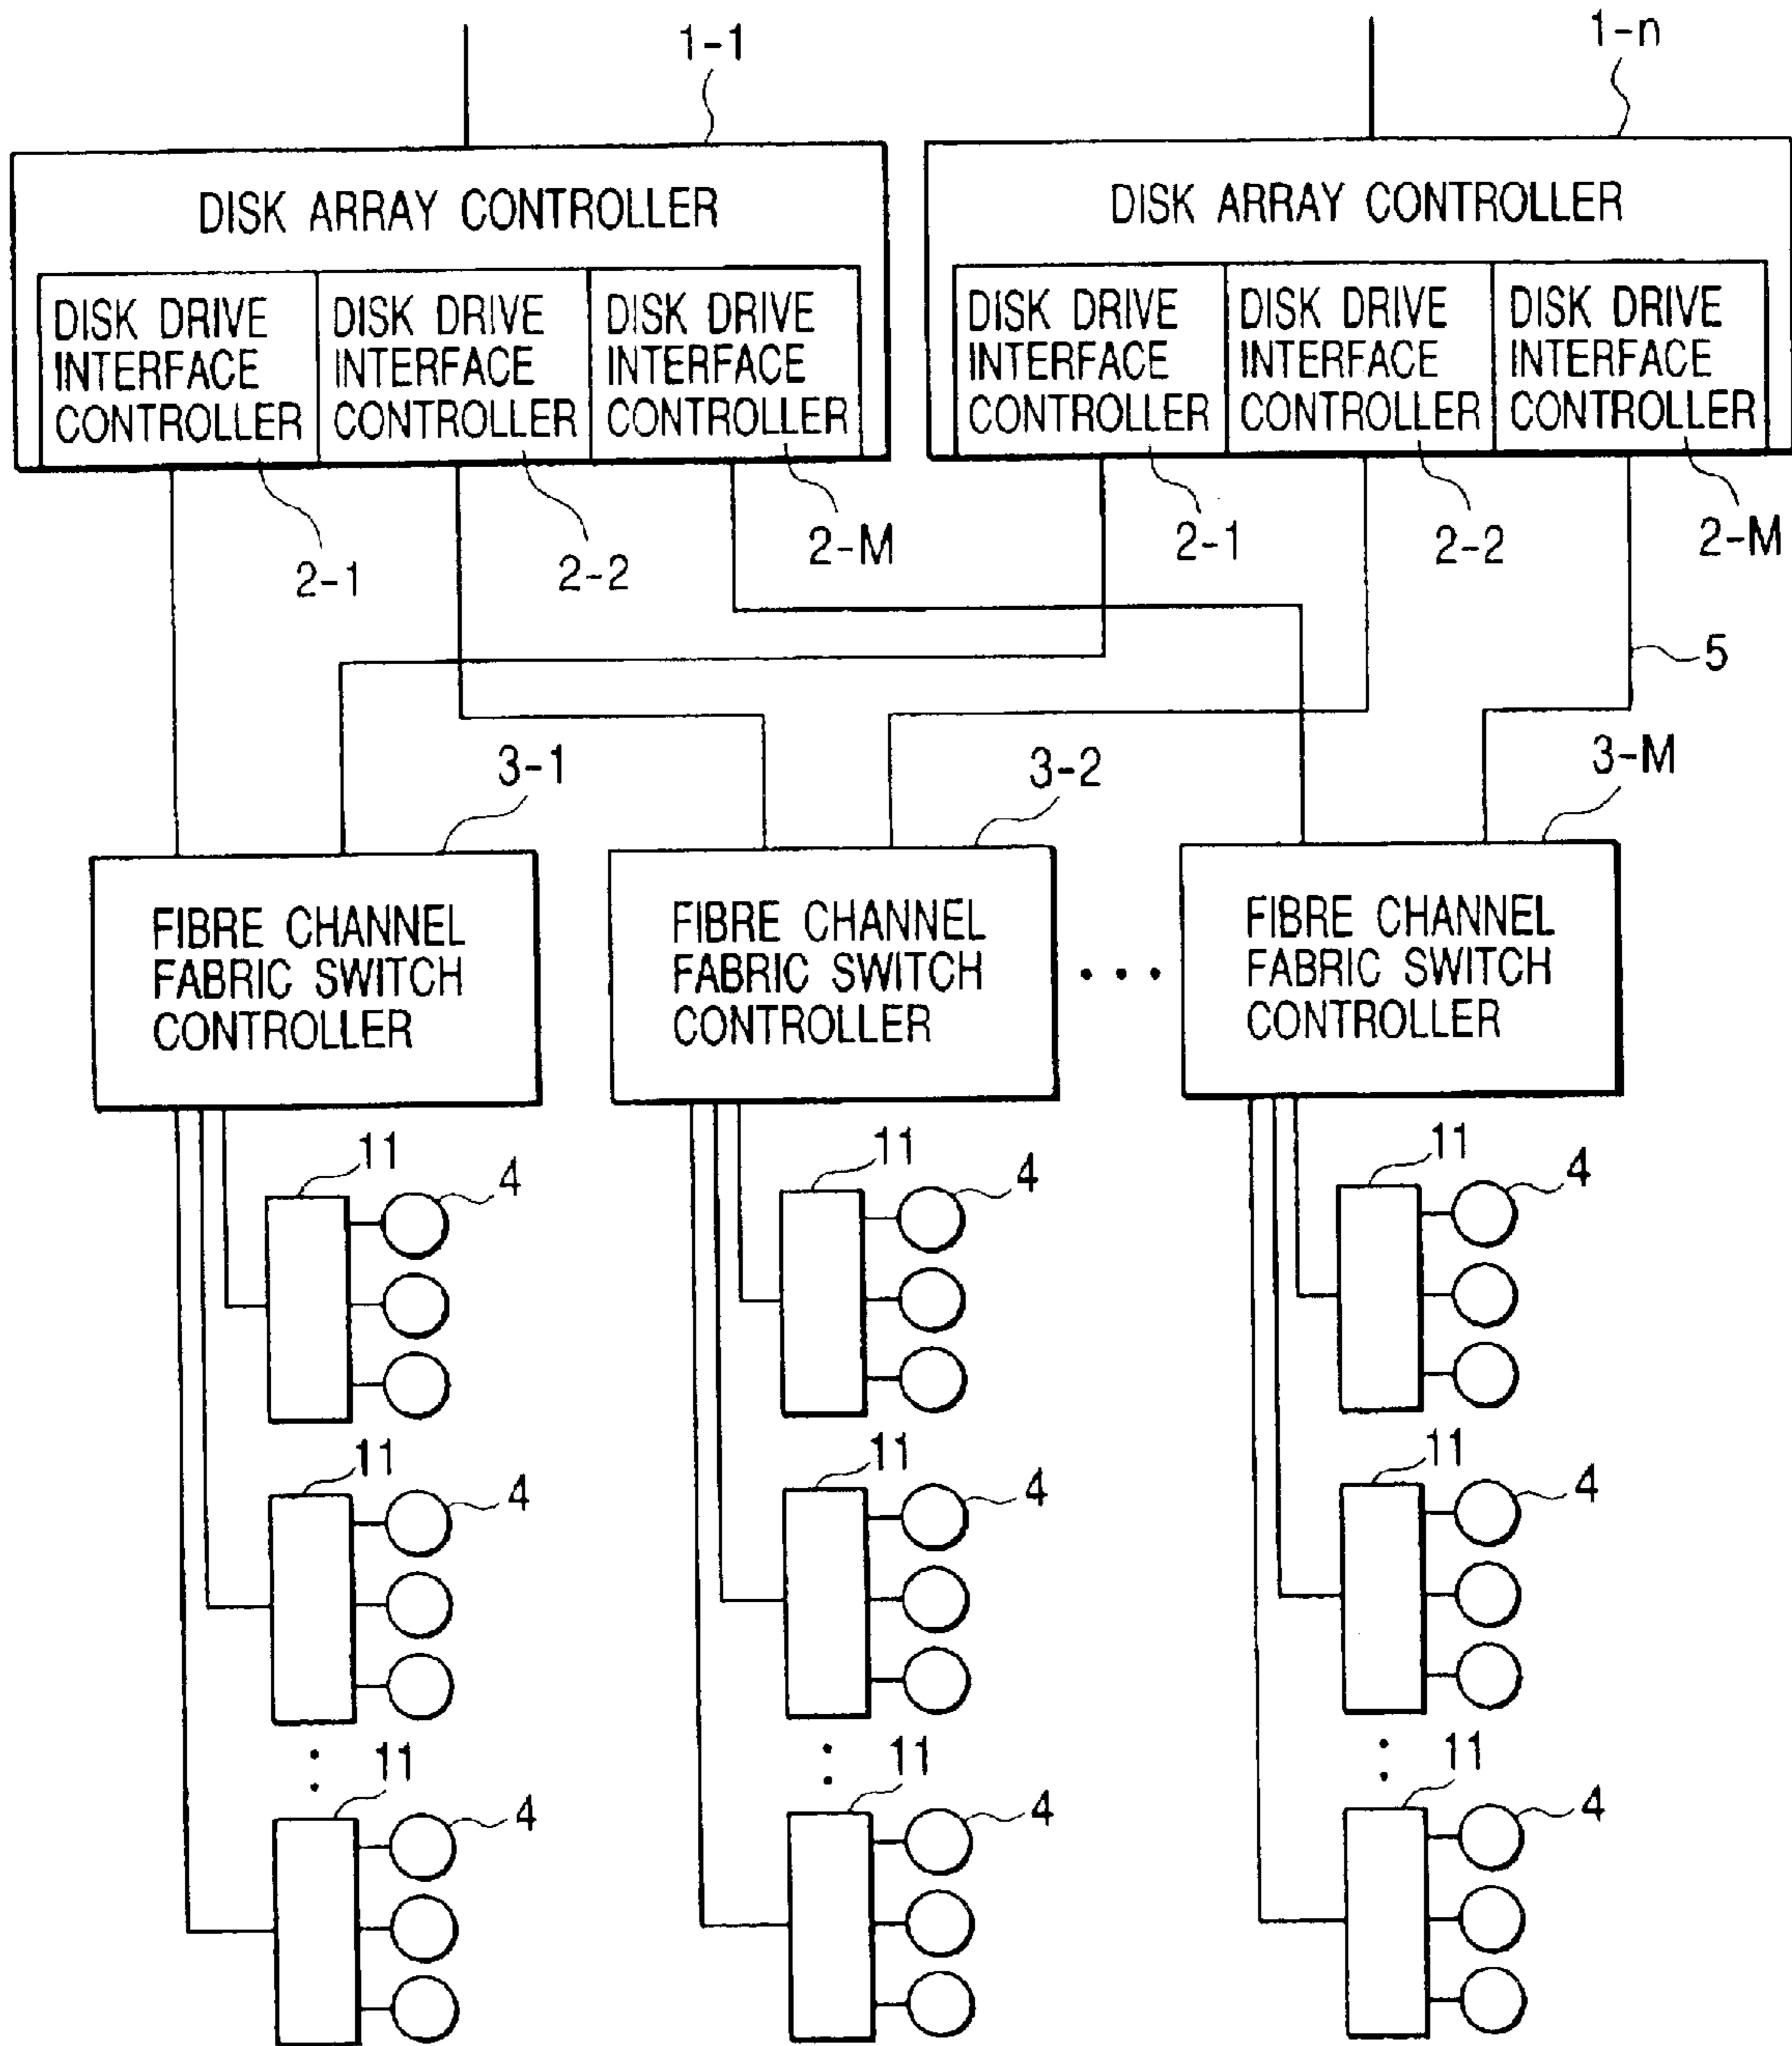 1-1
1-n
DISK ARRAY CONTROLLER
DISK ARRAY CONTROLLER
DISK DRIVE
INTERFACE
CONTROLLER
DISK DRIVE
INTERFACE
CONTROLLER
DISK DRIVE
INTERFACE
CONTROLLER
DISK DRIVE
INTERFACE
CONTROLLER
DISK DRIVE
INTERFACE
CONTROLLER
DISK DRIVE
INTERFACE
CONTROLLER
2-1
2-2
2-M
2-1
2-2
2-M
5
3-1
3-2
3-M
FIBRE CHANNEL
FABRIC SWITCH
CONTROLLER
FIBRE CHANNEL
FABRIC SWITCH
CONTROLLER
...
FIBRE CHANNEL
FABRIC SWITCH
CONTROLLER
11
4
11
4
11
4
11
4
11
4
11
4
:
11
4
:
11
4
:
11
4